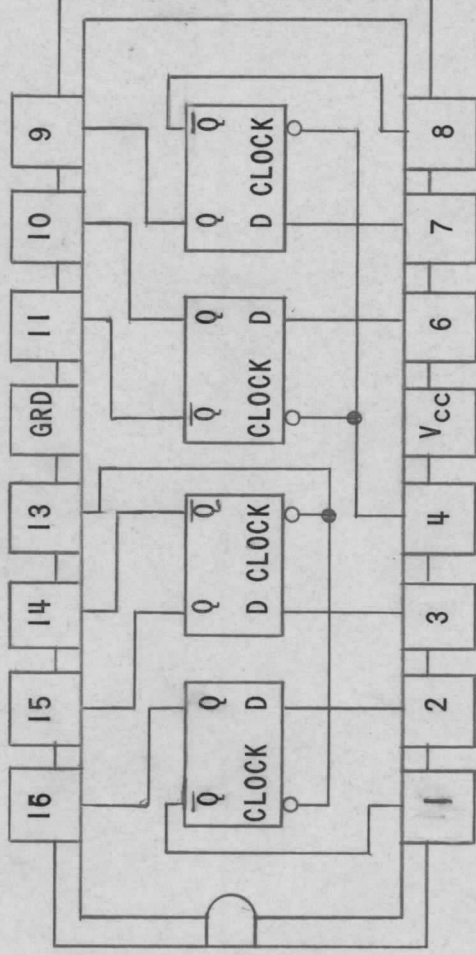 16 15 14 13 GRD 11 10 9
Q̅ Q Q Q̅ Q̅ Q Q Q̅
CLOCK D D CLOCK CLOCK D D CLOCK
1 2 3 4 Vcc 6 7 8